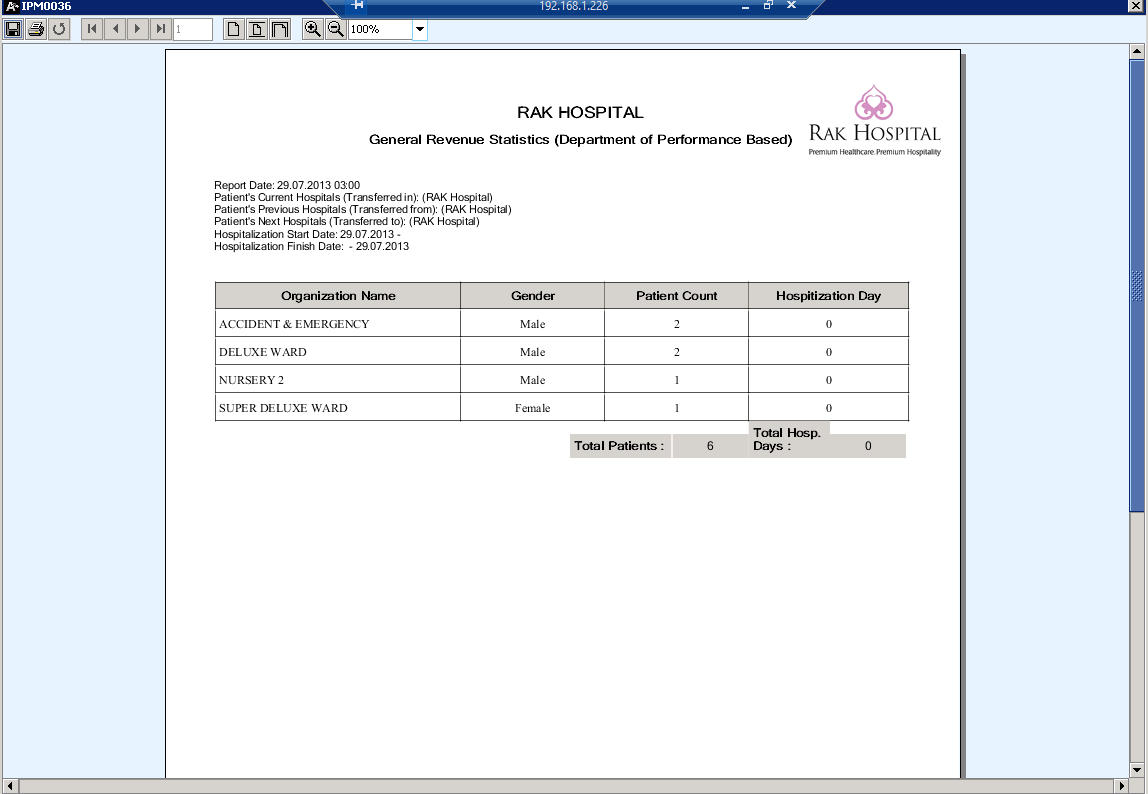 IPM0036
192.168.1.226
1
100%
RAK HOSPITAL
General Revenue Statistics (Department of Performance Based)
RAK HOSPITAL
Premium Healthcare.Premium Hospitality
Report Date: 29.07.2013 03:00
Patient's Current Hospitals (Transferred in): (RAK Hospital)
Patient's Previous Hospitals (Transferred from): (RAK Hospital)
Patient's Next Hospitals (Transferred to): (RAK Hospital)
Hospitalization Start Date: 29.07.2013 -
Hospitalization Finish Date:  - 29.07.2013
Organization Name Gender Patient Count Hospitization Day
ACCIDENT & EMERGENCY Male 2 0
DELUXE WARD Male 2 0
NURSERY 2 Male 1 0
SUPER DELUXE WARD Female 1 0
Total Patients : 6
Total Hosp.
Days : 0